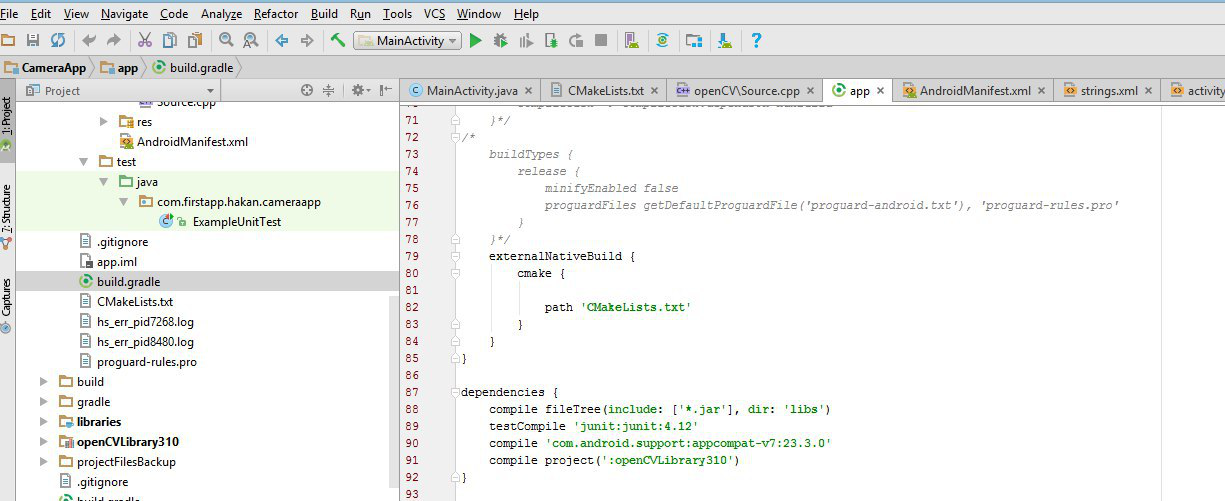 File Edit View Navigate Code Analyze Refactor Build Run Tools VCS Window Help
MainActivity
CameraApp app build.gradle
Project
MainActivity.java CMakeLists.txt openCV\Source.cpp app AndroidManifest.xml strings.xml activity
1: Project
7: Structure
Captures
Source.cpp
res
AndroidManifest.xml
test
java
com.firstapp.hakan.cameraapp
ExampleUnitTest
.gitignore
app.iml
build.gradle
CMakeLists.txt
hs_err_pid7268.log
hs_err_pid8480.log
proguard-rules.pro
build
gradle
libraries
openCVLibrary310
projectFilesBackup
.gitignore
build.gradle
71 }*/
72 /*
73 buildTypes {
74 release {
75 minifyEnabled false
76 proguardFiles getDefaultProguardFile('proguard-android.txt'), 'proguard-rules.pro'
77 }
78 }*/
79 externalNativeBuild {
80 cmake {
81
82 path 'CMakeLists.txt'
83 }
84 }
85 }
86
87 dependencies {
88 compile fileTree(include: ['*.jar'], dir: 'libs')
89 testCompile 'junit:junit:4.12'
90 compile 'com.android.support:appcompat-v7:23.3.0'
91 compile project(':openCVLibrary310')
92 }
93